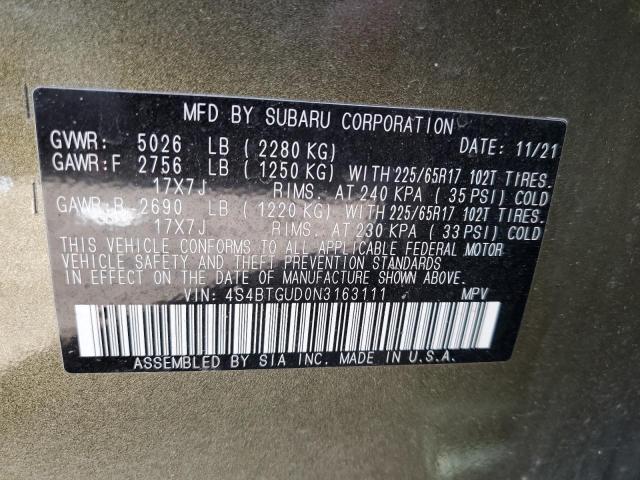 MFD BY SUBARU CORPORATION
GVWR: 5026 LB (2280 KG) DATE: 11/21
GAWR:F 2756 LB (1250 KG) WITH 225/65R17 102T TIRES.
17X7J RIMS. AT 240 KPA (35 PSI) COLD
GAWR:R 2690 LB (1220 KG) WITH 225/65R17 102T TIRES.
17X7J RIMS. AT 230 KPA (33 PSI) COLD
THIS VEHICLE CONFORMS TO ALL APPLICABLE FEDERAL MOTOR
VEHICLE SAFETY AND THEFT PREVENTION STANDARDS
IN EFFECT ON THE DATE OF MANUFACTURE SHOWN ABOVE.
VIN: 4S4BTGUD0N3163111 MPV
ASSEMBLED BY SIA INC. MADE IN U.S.A.